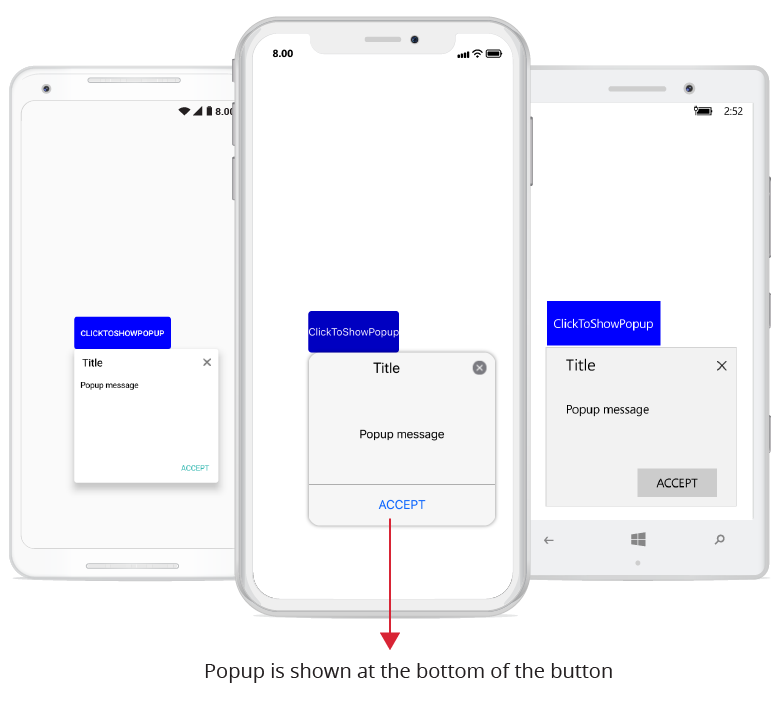 8.00
CLICKTOSHOWPOPUP
Title
Popup message
ACCEPT
8.00
ClickToShowPopup
Title
Popup message
ACCEPT
2:52
ClickToShowPopup
Title
Popup message
ACCEPT
Popup is shown at the bottom of the button